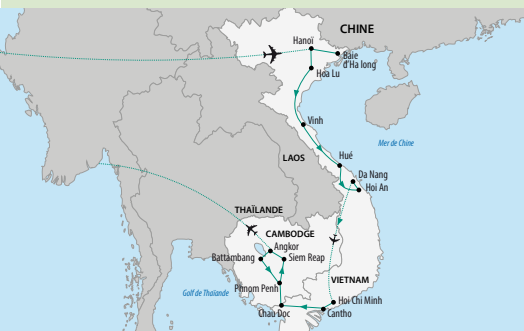 CHINE
Hanoï
Baie
d'Ha long
Hoa Lu
Vinh
Mer de Chine
LAOS
Hué
Da Nang
Hoi An
THAÏLANDE
CAMBODGE
Angkor
Battambang
Siem Reap
VIETNAM
Phnom Penh
Golf de Thaïlande
Hoi Chi Minh
Chau Doc
Cantho